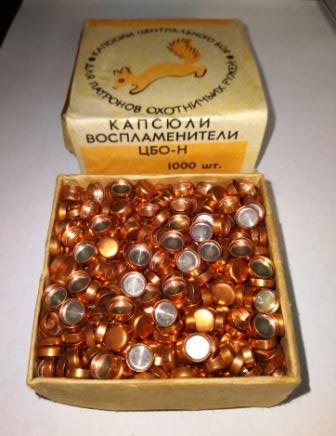 КАПСЮЛИ ЦЕНТРАЛЬНОГО БОЯ
ДЛЯ ПАТРОНОВ ОХОТНИЧЬИХ РУЖЕЙ
КАПСЮЛИ
ВОСПЛАМЕНИТЕЛИ
ЦБО-Н
1000 шт.